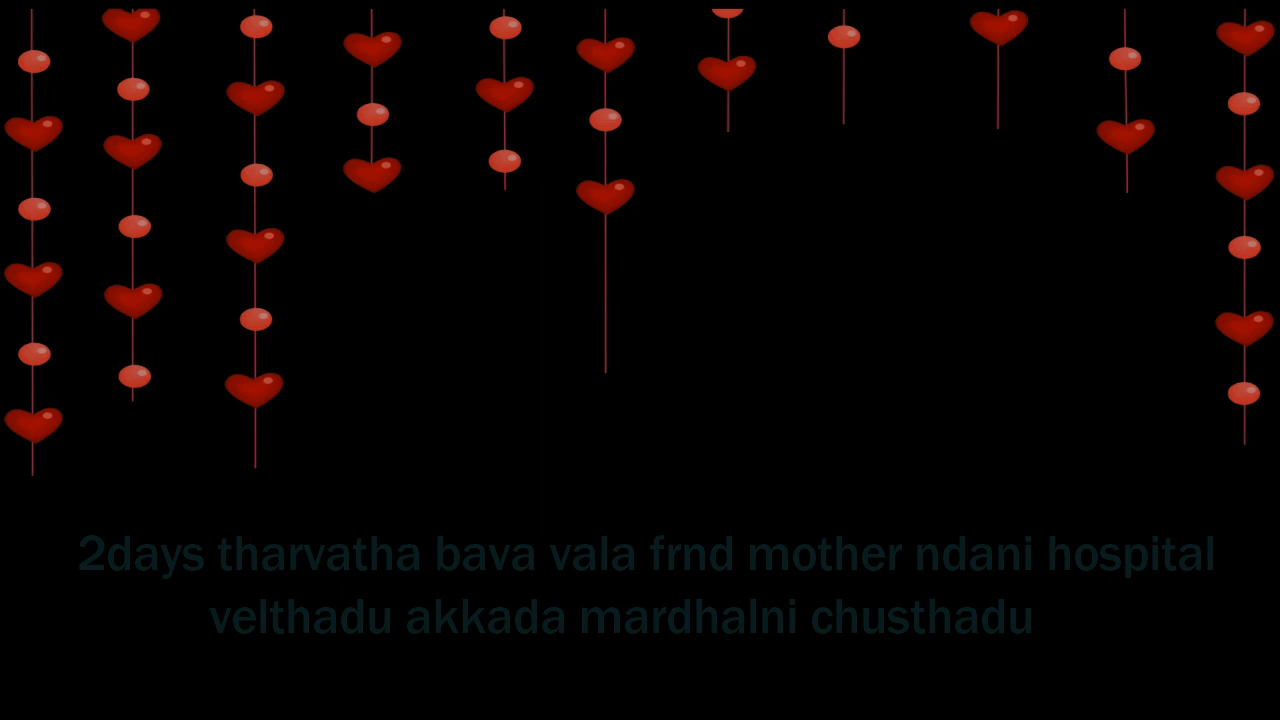 2days tharvatha bava vala frnd mother ndani hospital
velthadu akkada mardhalni chusthadu